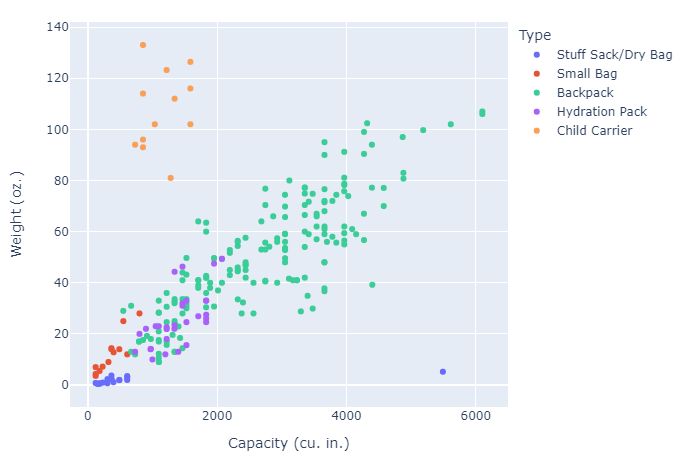 140
120
100
80
60
40
20
0
Weight (oz.)
0
2000
4000
6000
Capacity (cu. in.)
Type
Stuff Sack/Dry Bag
Small Bag
Backpack
Hydration Pack
Child Carrier